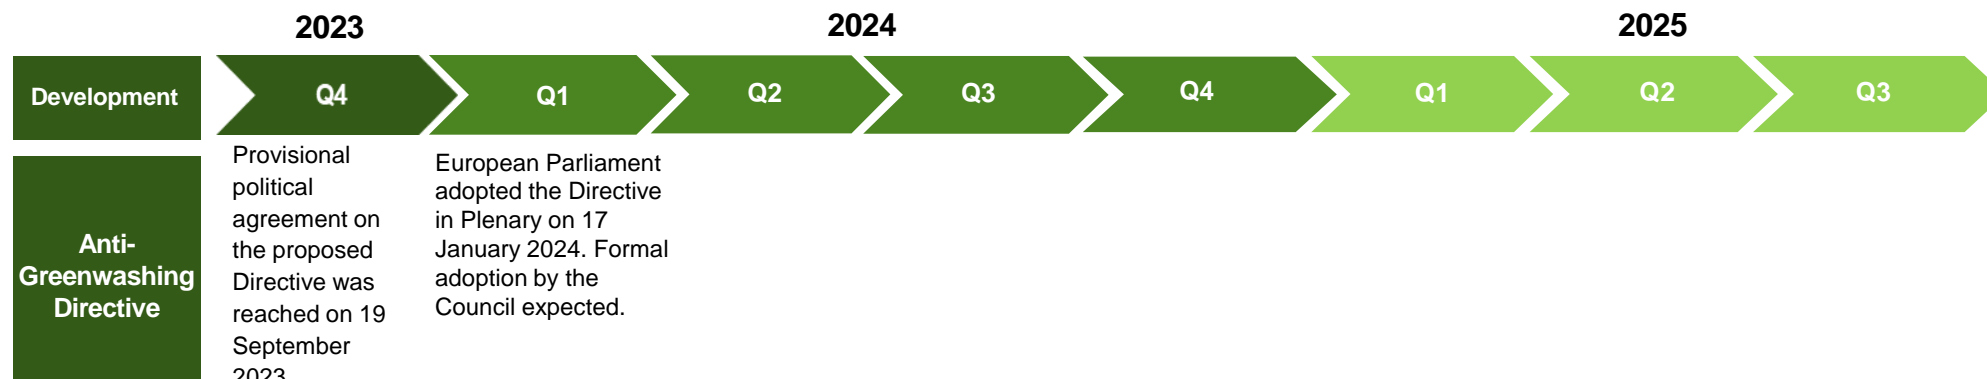 2023
2024
2025
Development
Q4
Q1
Q2
Q3
Q4
Q1
Q2
Q3
Anti-
Greenwashing
Directive
Provisional
political
agreement on
the proposed
Directive was
reached on 19
September
2023
European Parliament
adopted the Directive
in Plenary on 17
January 2024. Formal
adoption by the
Council expected.